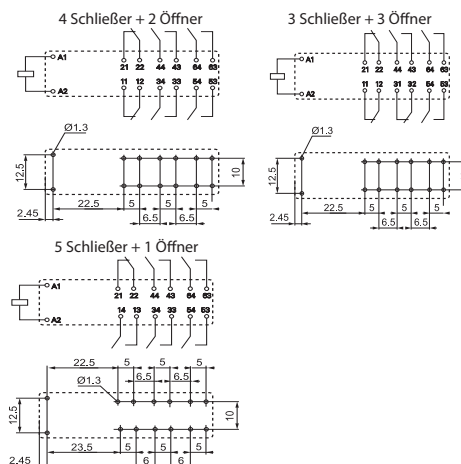 4 Schließer + 2 Öffner
A1
21 22 44 43 64 63
11 12 34 33 54 53
A2
Ø1.3
12.5
10
2.45
22.5 5 5 5
6.5 6.5
3 Schließer + 3 Öffner
A1
21 22 44 43 64 63
11 12 31 32 54 53
A2
Ø1.3
12.5
2.45
22.5 5 5 5
6.5 6.5
5 Schließer + 1 Öffner
A1
21 22 44 43 64 63
14 13 34 33 54 53
A2
22.5 5 5 5
Ø1.3 6.5 6.5
12.5
10
23.5 5 5 5
2.45 6 6